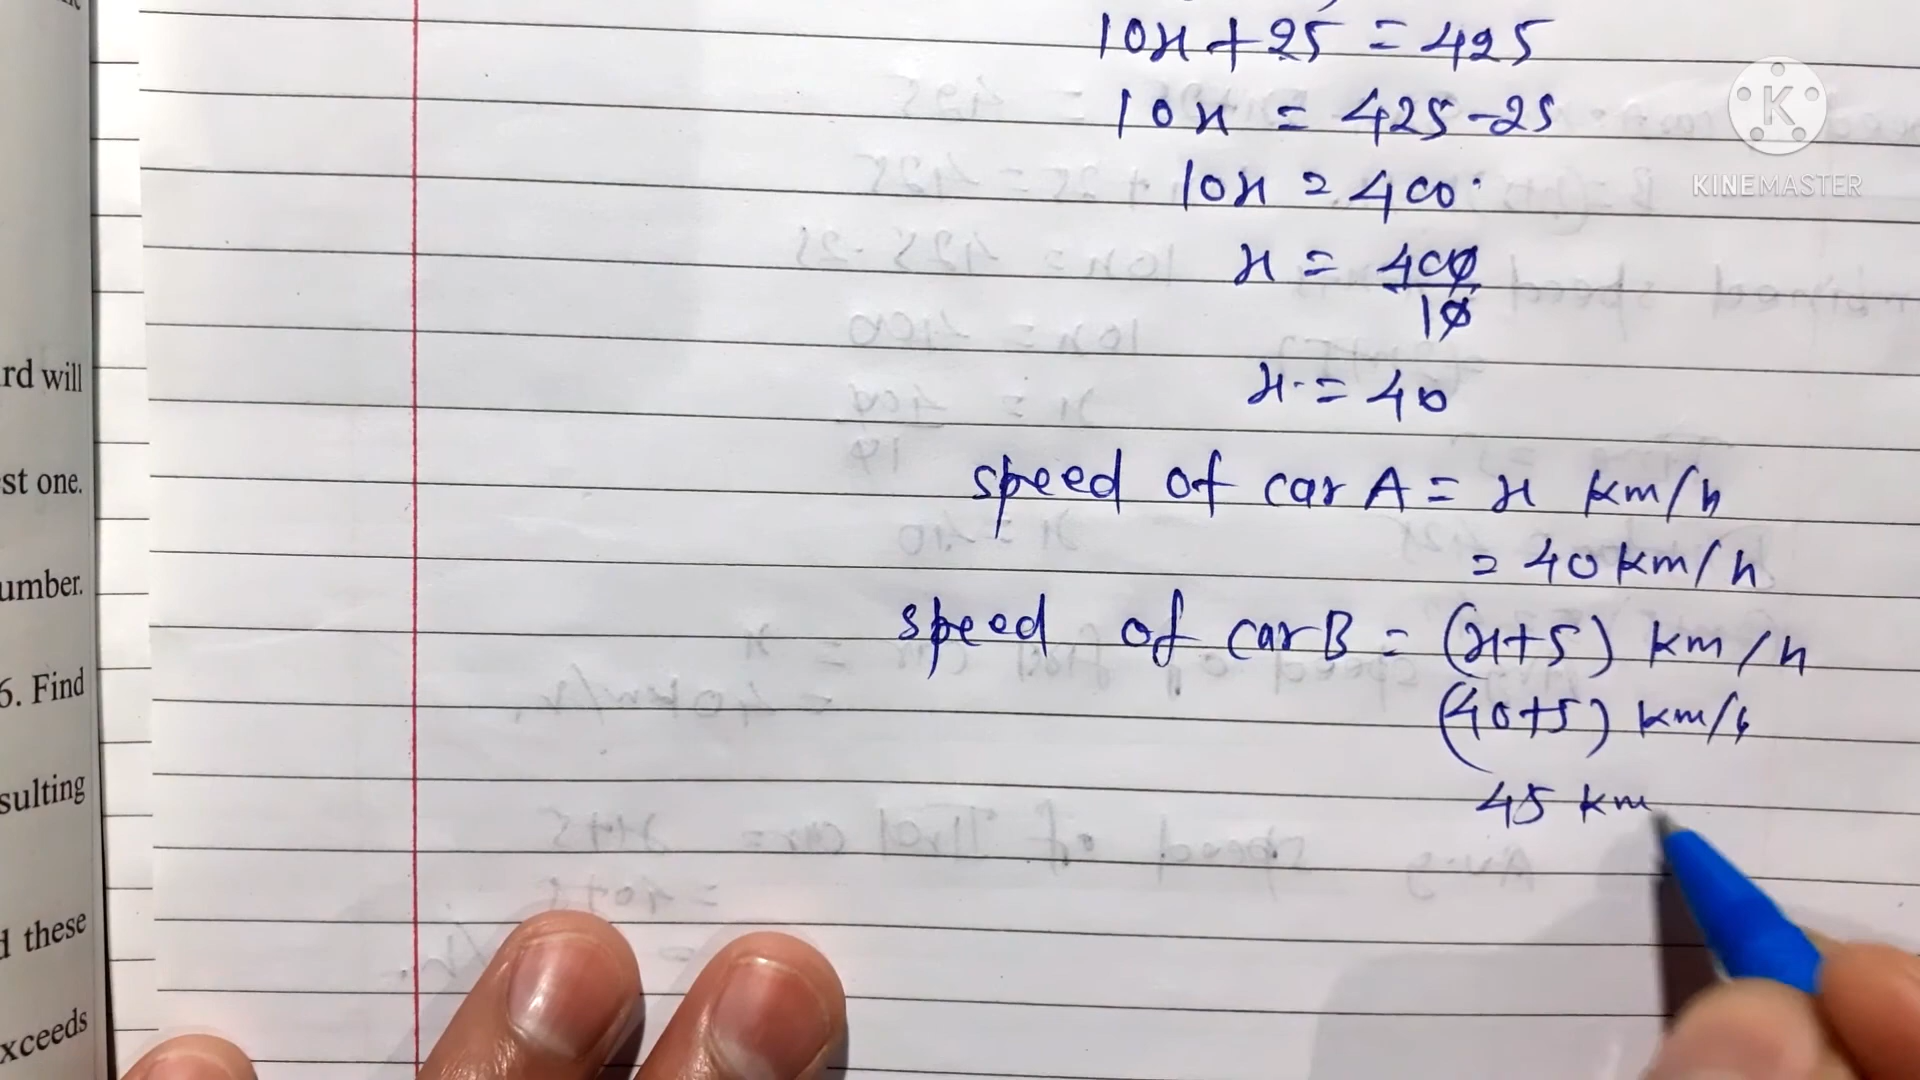 10x + 25 = 425
10x = 425 - 25
10x = 400
x = 400
10
x = 40
speed of car A = x km/h
= 40 km/h
speed of car B = (x+5) km/h
(40+5) km/h
45 km
KINEMASTER
rd will
st one.
umber.
6. Find
sulting
these
xceeds